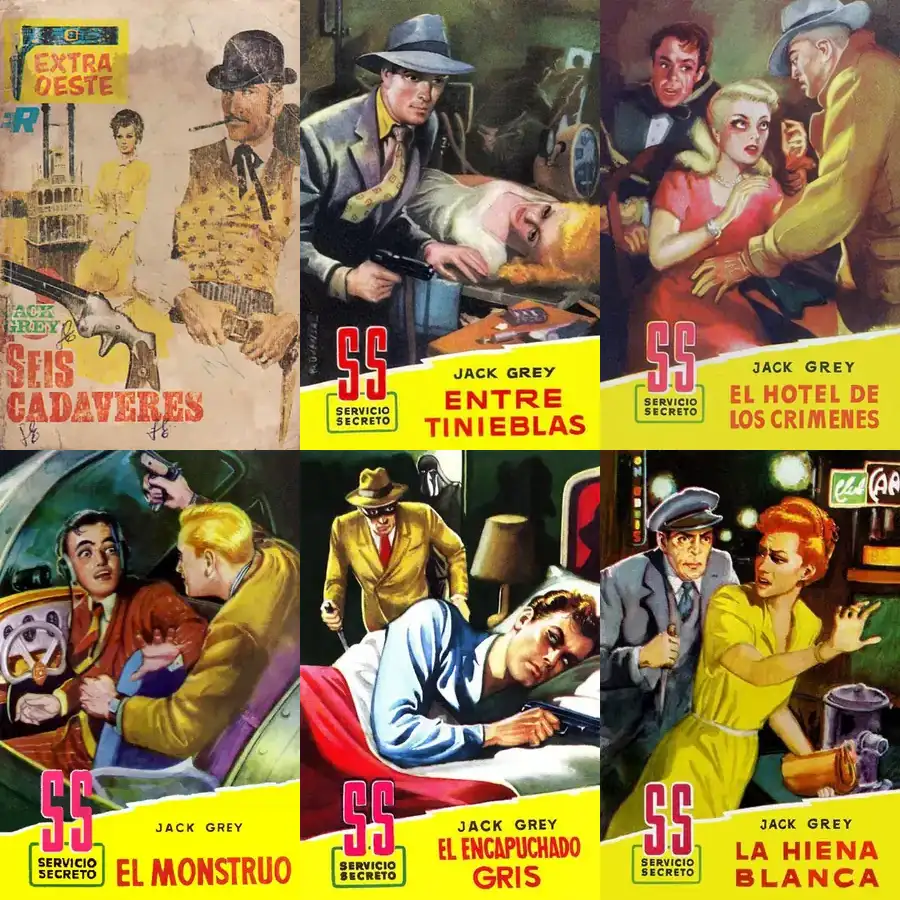 EXTRA
OESTE
R
JACK
GREY
SEIS
CADAVERES
SS
SERVICIO
SECRETO
JACK GREY
ENTRE
TINIEBLAS
SS
SERVICIO
SECRETO
JACK GREY
EL HOTEL DE
LOS CRIMENES
SS
SERVICIO
SECRETO
JACK GREY
EL MONSTRUO
SS
SERVICIO
SECRETO
JACK GREY
EL ENCAPUCHADO
GRIS
Club
SS
SERVICIO
SECRETO
JACK GREY
LA HIENA
BLANCA